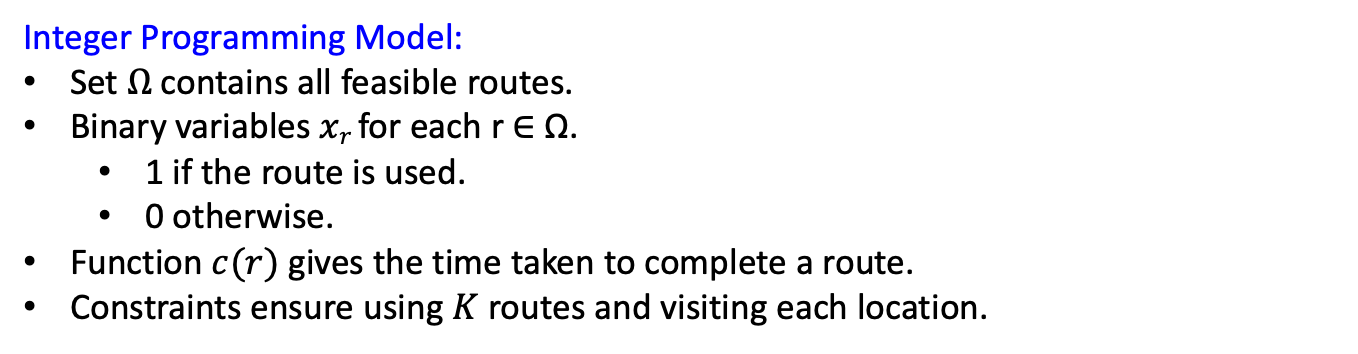 Integer Programming Model:
• Set Ω contains all feasible routes.
• Binary variables xᵣ for each r ∈ Ω.
• 1 if the route is used.
• 0 otherwise.
• Function c(r) gives the time taken to complete a route.
• Constraints ensure using K routes and visiting each location.